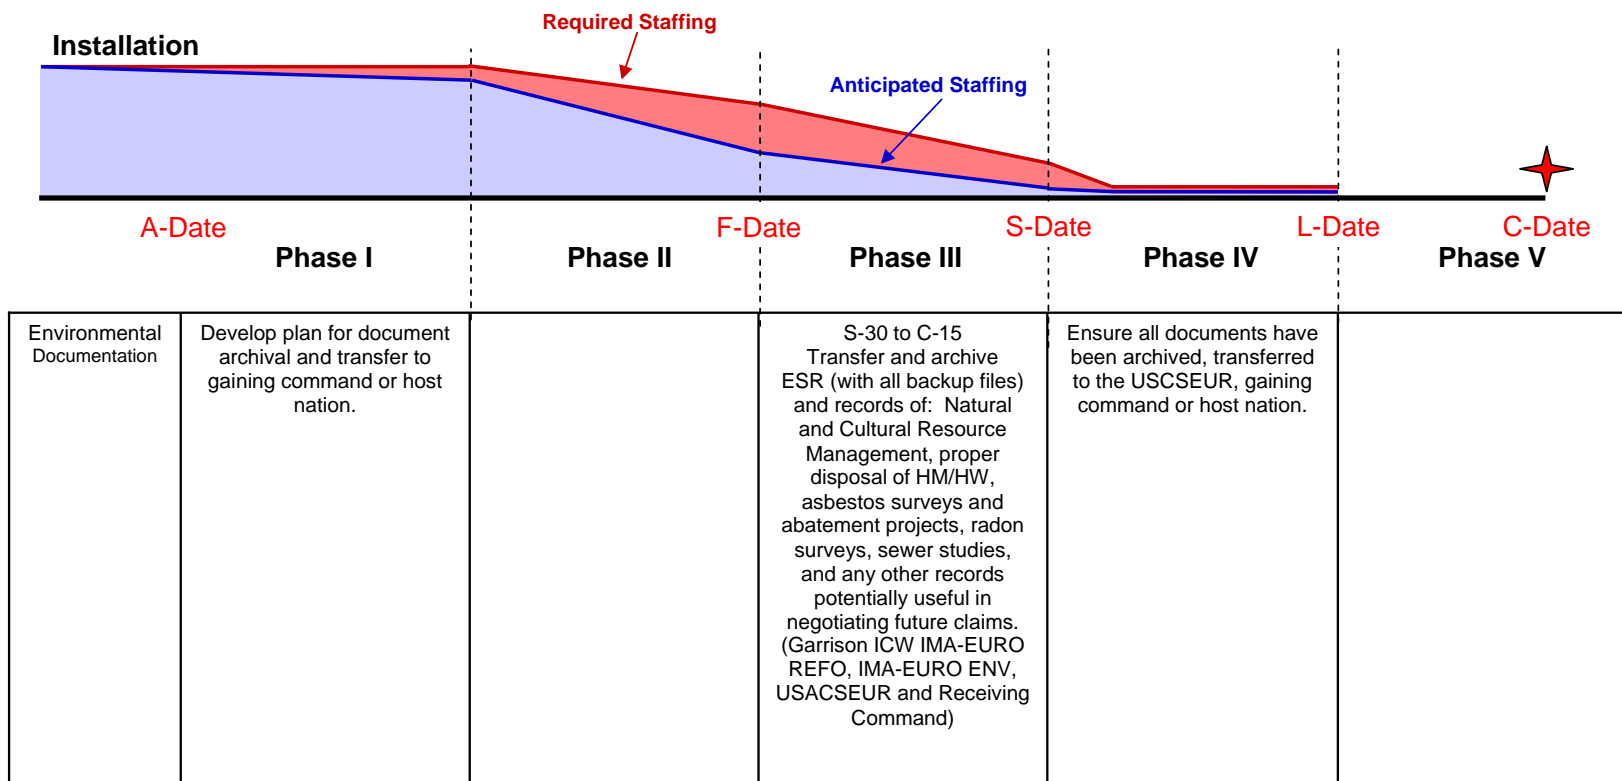 Required Staffing
Installation
Anticipated Staffing
A-Date
F-Date
S-Date
L-Date
C-Date
Phase I
Phase II
Phase III
Phase IV
Phase V
Environmental
Documentation
Develop plan for document
archival and transfer to
gaining command or host
nation.
S-30 to C-15
Transfer and archive
ESR (with all backup files)
and records of:  Natural
and Cultural Resource
Management, proper
disposal of HM/HW,
asbestos surveys and
abatement projects, radon
surveys, sewer studies,
and any other records
potentially useful in
negotiating future claims.
(Garrison ICW IMA-EURO
REFO, IMA-EURO ENV,
USACSEUR and Receiving
Command)
Ensure all documents have
been archived, transferred
to the USCSEUR, gaining
command or host nation.